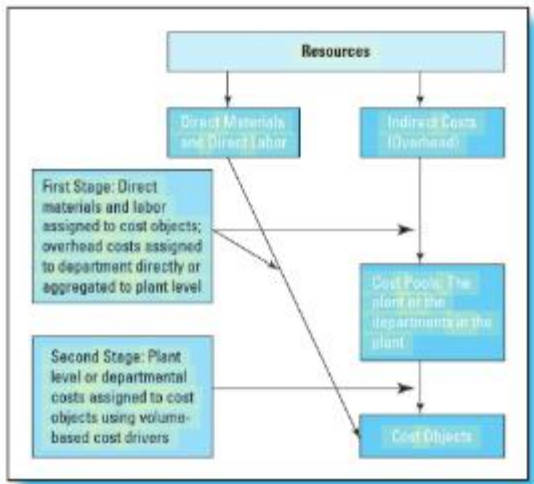 Resources
Direct Materials
and Direct Labor
Indirect Costs
(Overhead)
First Stage: Direct
materials and labor
assigned to cost objects;
overhead costs assigned
to department directly or
aggregated to plant level
Cost Pools: The
plant or the
departments in the
plant
Second Stage: Plant
level or departmental
costs assigned to cost
objects using volume-
based cost drivers
Cost Objects